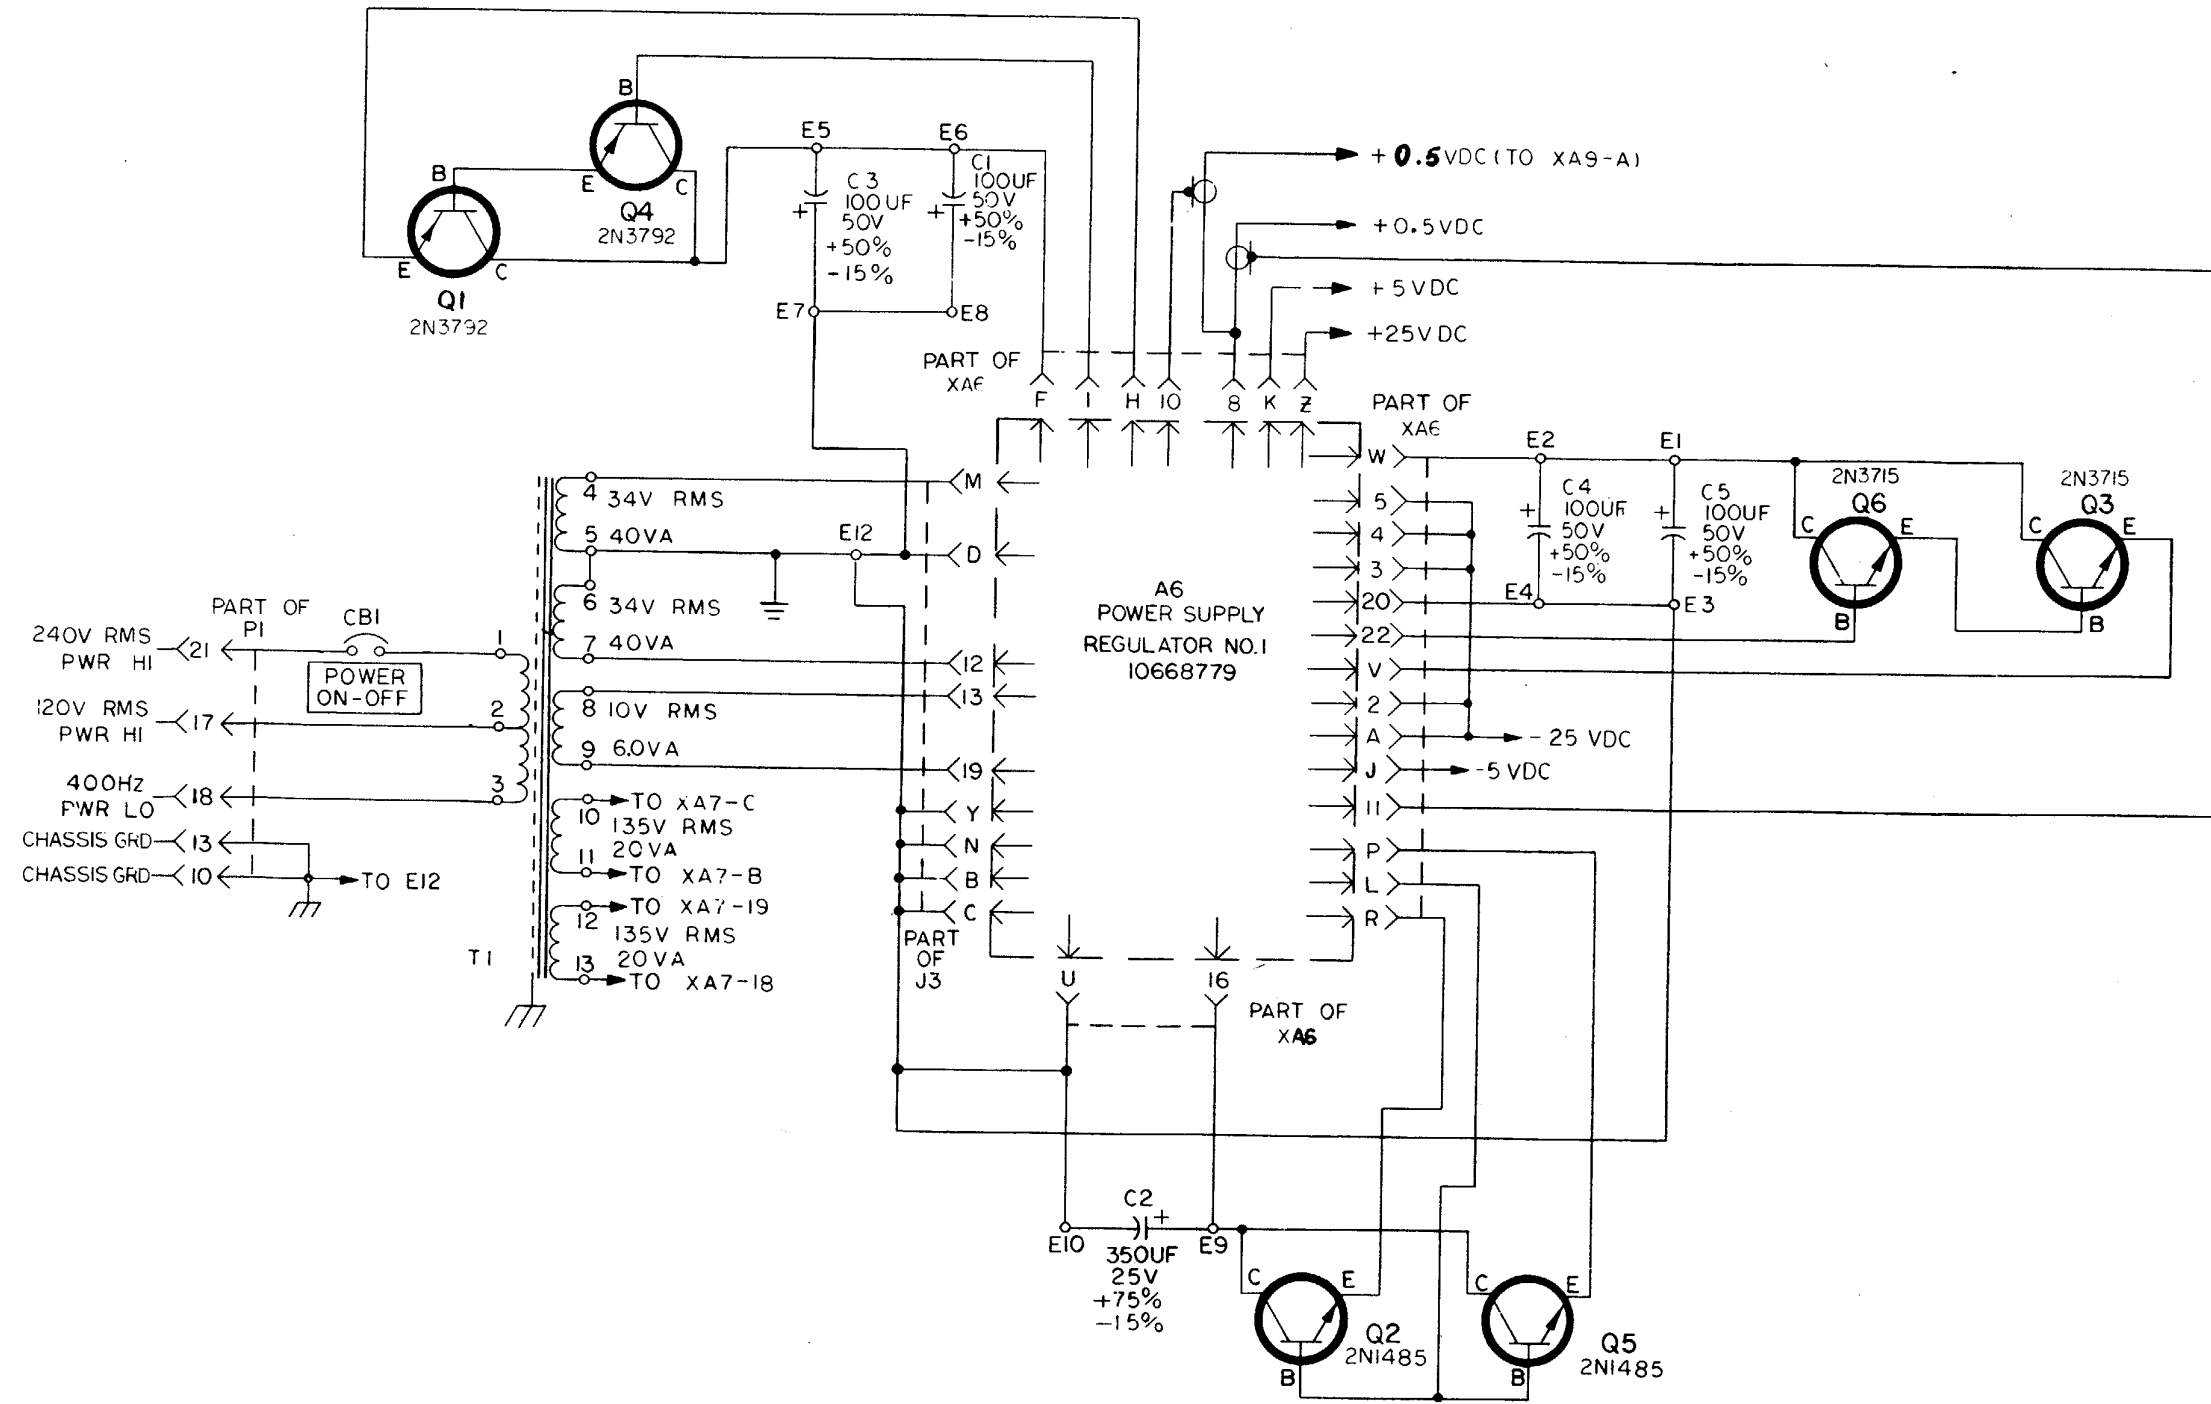 B
Q4
2N3792
E
C
B
Q1
2N3792
E
C
E5
E6
C3
100UF
50V
+50%
-15%
+
C1
100UF
50V
+50%
-15%
+
E7
E8
+0.5VDC (TO XA9-A)
+0.5VDC
+5VDC
+25VDC
PART OF
XA6
F
1
H
10
8
K
Z
PART OF
XA6
4
34V RMS
5
40VA
6
34V RMS
7
40VA
8
10V RMS
9
6.0VA
10
TO XA7-C
135V RMS
20VA
11
TO XA7-B
12
TO XA7-19
135V RMS
20VA
13
TO XA7-18
T1
1
2
3
240V RMS
PWR HI
21
PART OF
P1
CB1
POWER
ON-OFF
120V RMS
PWR HI
17
400HZ
PWR LO
18
CHASSIS GRD
13
CHASSIS GRD
10
TO E12
E12
M
D
12
13
19
Y
N
B
C
PART
OF
J3
A6
POWER SUPPLY
REGULATOR NO.1
10668779
W
5
4
3
20
22
V
2
A
-25 VDC
J
-5 VDC
11
P
L
R
E2
E1
C4
100UF
50V
+50%
-15%
+
C5
100UF
50V
+50%
-15%
+
E4
E3
2N3715
Q6
C
E
B
2N3715
Q3
C
E
B
U
16
PART OF
XA6
C2
+
E10
E9
350UF
25V
+75%
-15%
C
E
Q2
2N1485
B
C
E
Q5
2N1485
B